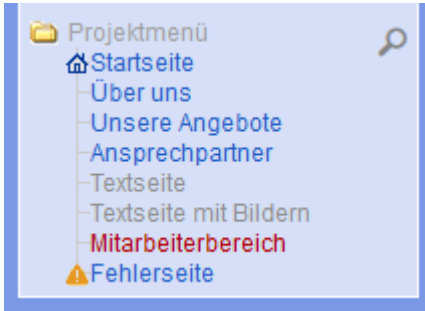 Projektmenü
Startseite
Über uns
Unsere Angebote
Ansprechpartner
Textseite
Textseite mit Bildern
Mitarbeiterbereich
Fehlerseite